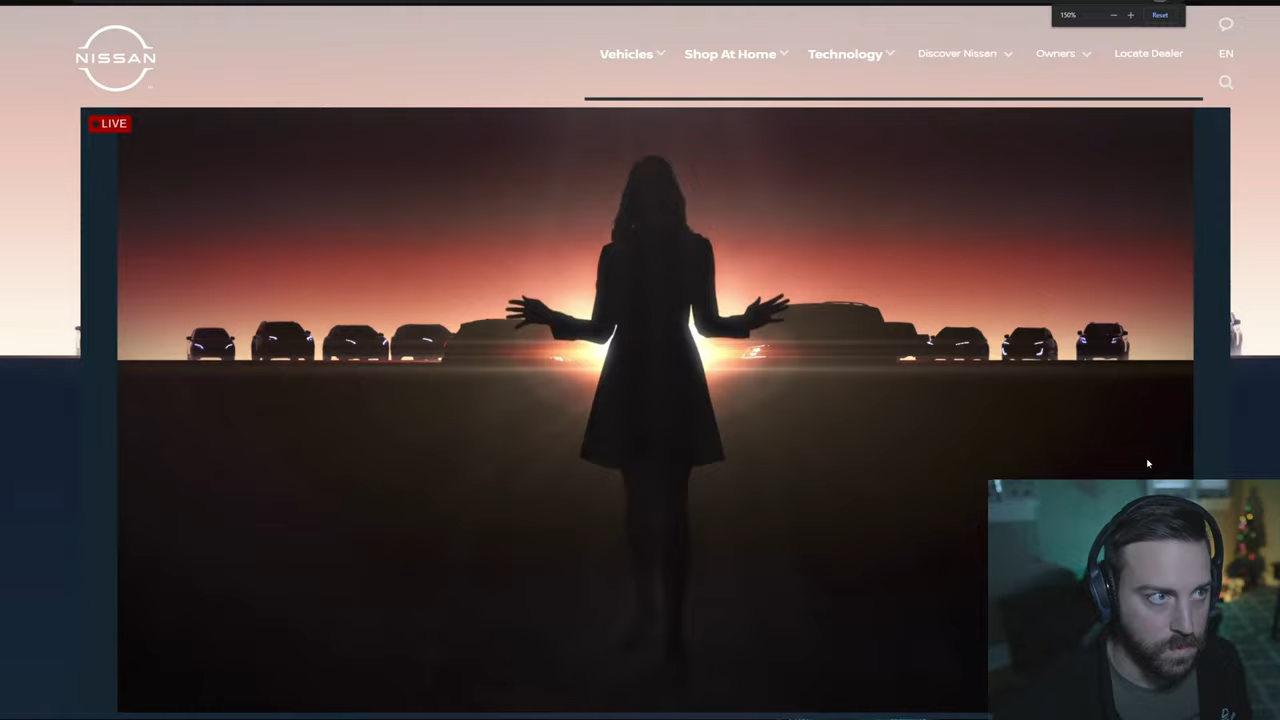 150%
Reset
NISSAN
Vehicles
Shop At Home
Technology
Discover Nissan
Owners
Locate Dealer
EN
LIVE